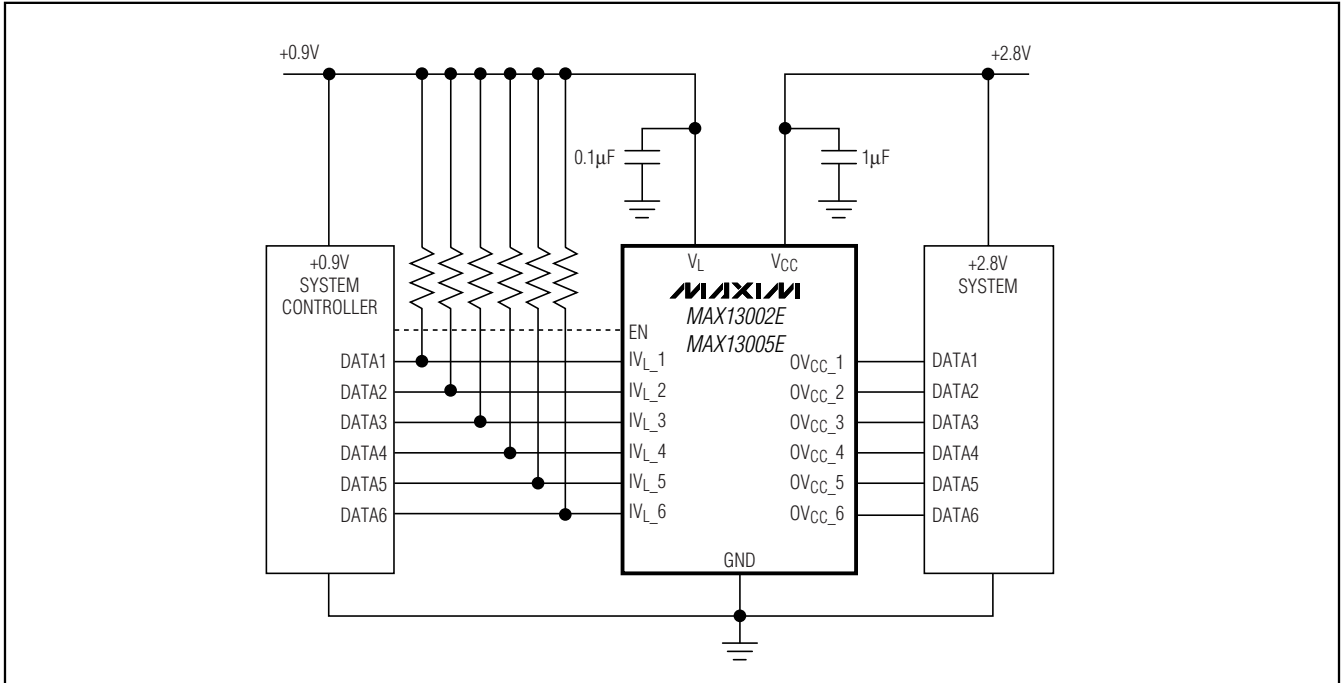 +0.9V
+2.8V
0.1µF
1µF
+0.9V
SYSTEM
CONTROLLER
VL
VCC
MAXIM
MAX13002E
MAX13005E
+2.8V
SYSTEM
EN
DATA1
IVL_1
OVCC_1
DATA1
DATA2
IVL_2
OVCC_2
DATA2
DATA3
IVL_3
OVCC_3
DATA3
DATA4
IVL_4
OVCC_4
DATA4
DATA5
IVL_5
OVCC_5
DATA5
DATA6
IVL_6
OVCC_6
DATA6
GND